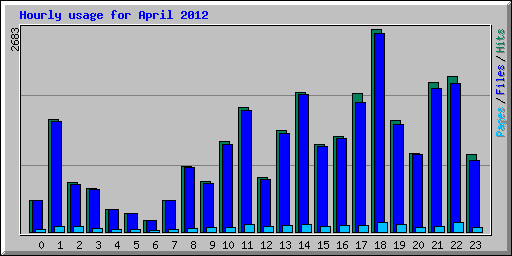 Hourly usage for April 2012
2683
Pages / Files / Hits
0 1 2 3 4 5 6 7 8 9 10 11 12 13 14 15 16 17 18 19 20 21 22 23